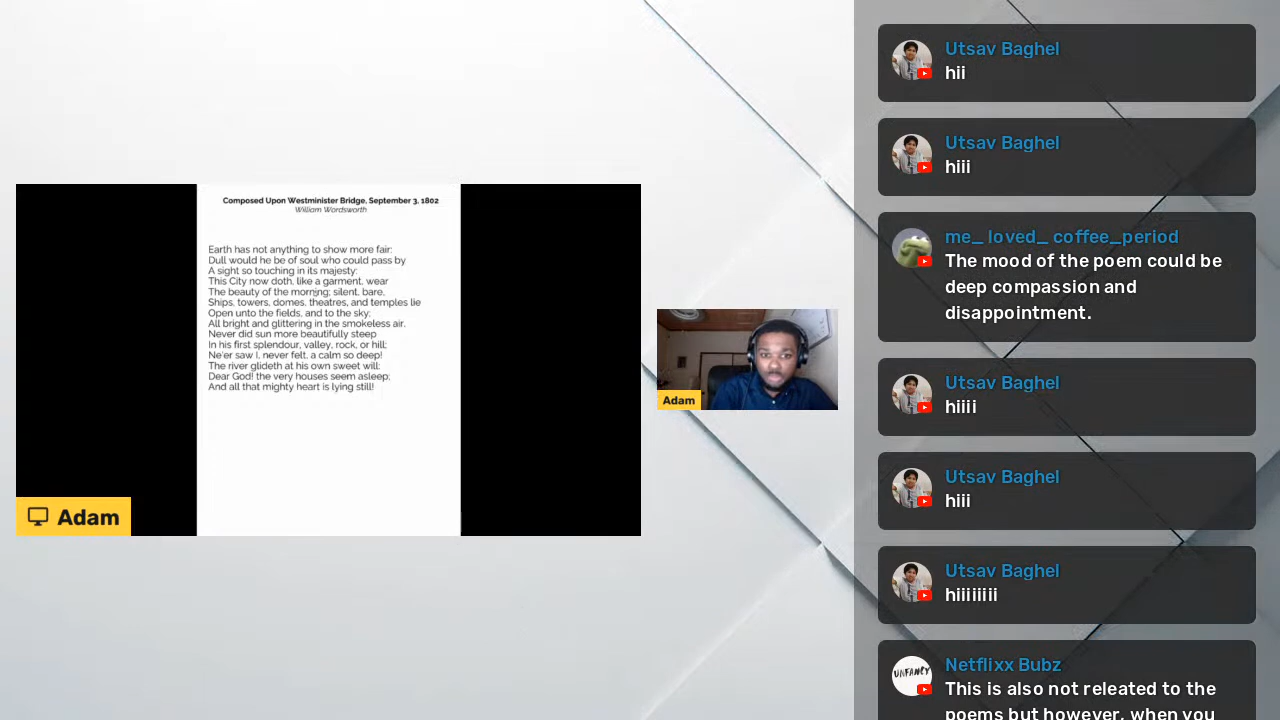 Composed Upon Westminister Bridge, September 3, 1802
William Wordsworth
Earth has not anything to show more fair:
Dull would he be of soul who could pass by
A sight so touching in its majesty:
This City now doth, like a garment, wear
The beauty of the morning; silent, bare,
Ships, towers, domes, theatres, and temples lie
Open unto the fields, and to the sky;
All bright and glittering in the smokeless air.
Never did sun more beautifully steep
In his first splendour, valley, rock, or hill;
Ne'er saw I, never felt, a calm so deep!
The river glideth at his own sweet will:
Dear God! the very houses seem asleep;
And all that mighty heart is lying still!
Adam
Adam
Utsav Baghel
hii
Utsav Baghel
hiii
me_ loved_ coffee_period
The mood of the poem could be
deep compassion and
disappointment.
Utsav Baghel
hiiii
Utsav Baghel
hiii
Utsav Baghel
hiiiiiiii
UNFANCY
Netflixx Bubz
This is also not releated to the
poems but however, when you